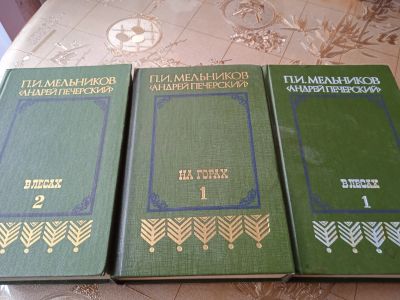 П.И. МЕЛЬНИКОВ
(АНДРЕЙ ПЕЧЕРСКИЙ)
В ЛЕСАХ
2
П.И. МЕЛЬНИКОВ
(АНДРЕЙ ПЕЧЕРСКИЙ)
НА ГОРАХ
1
П.И. МЕЛЬНИКОВ
(АНДРЕЙ ПЕЧЕРСКИЙ)
В ЛЕСАХ
1